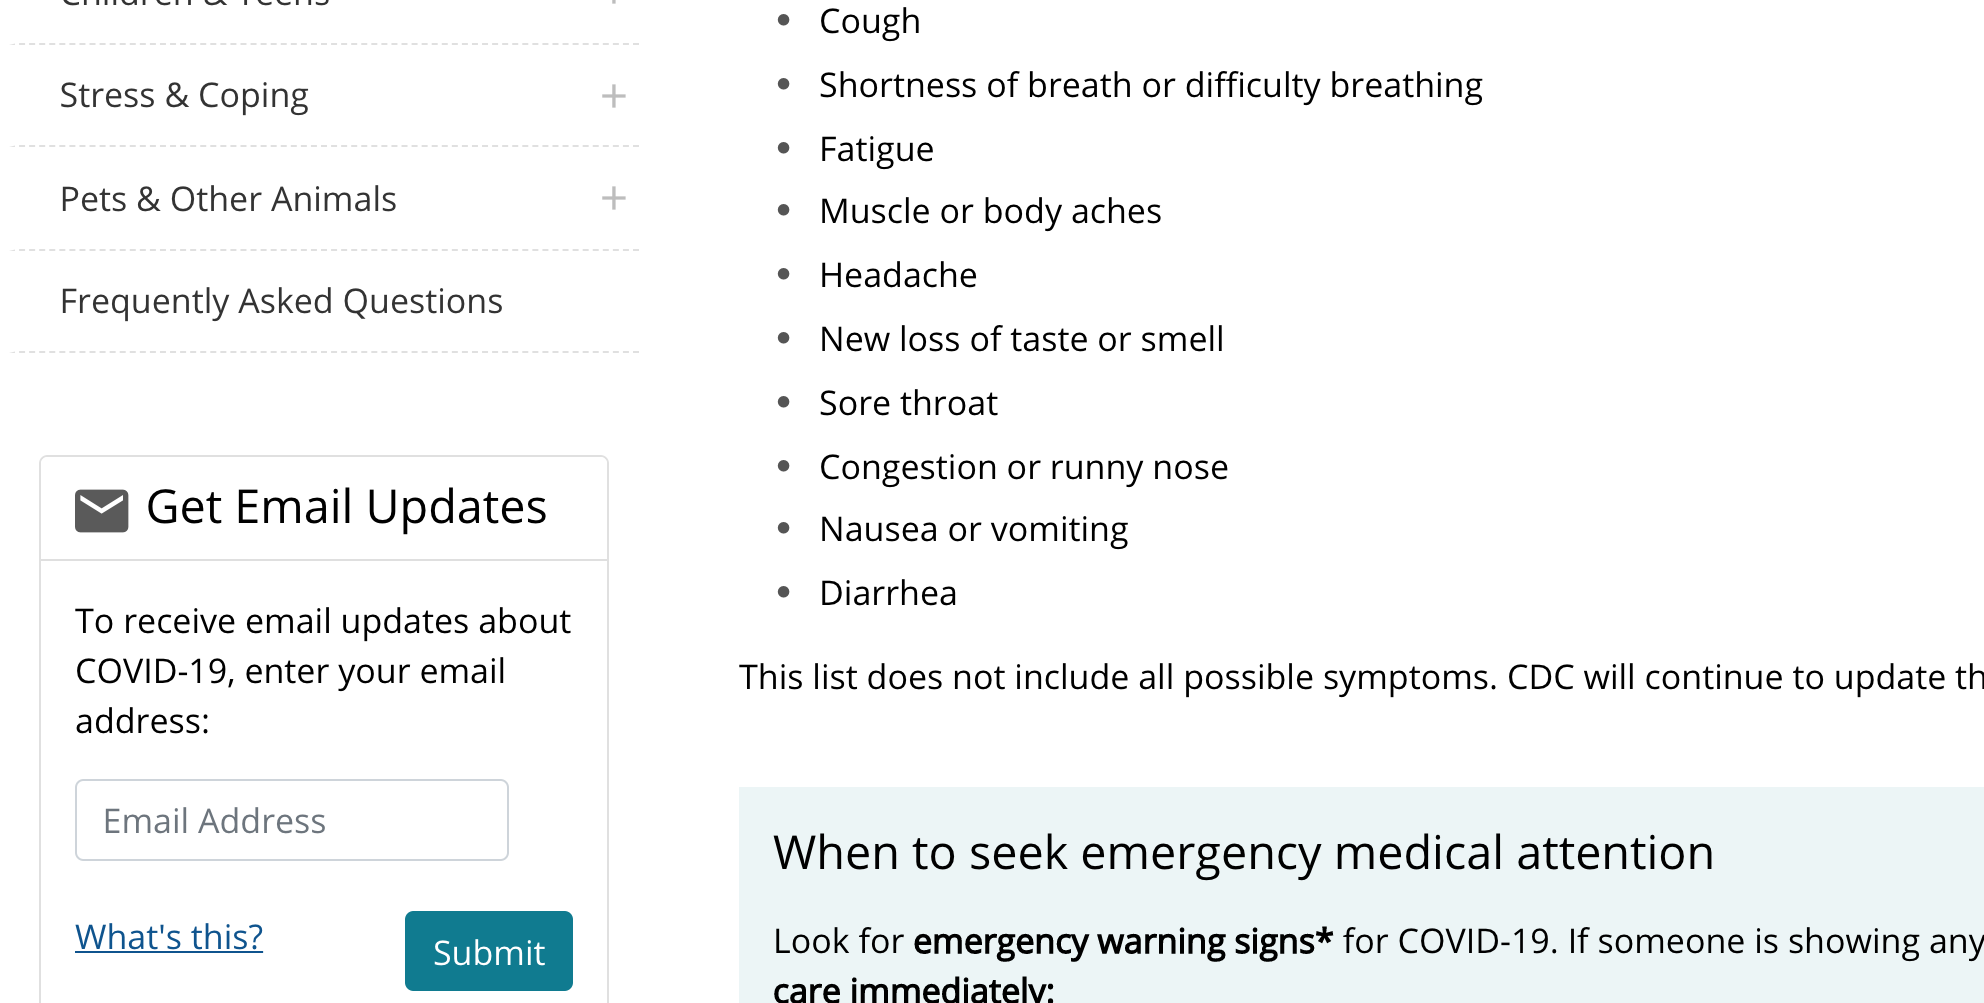 Children & Teens
Stress & Coping
Pets & Other Animals
Frequently Asked Questions
Get Email Updates
To receive email updates about
COVID-19, enter your email
address:
Email Address
What's this?
Submit
Cough
Shortness of breath or difficulty breathing
Fatigue
Muscle or body aches
Headache
New loss of taste or smell
Sore throat
Congestion or runny nose
Nausea or vomiting
Diarrhea
This list does not include all possible symptoms. CDC will continue to update
When to seek emergency medical attention
Look for emergency warning signs* for COVID-19. If someone is showing any
care immediately: